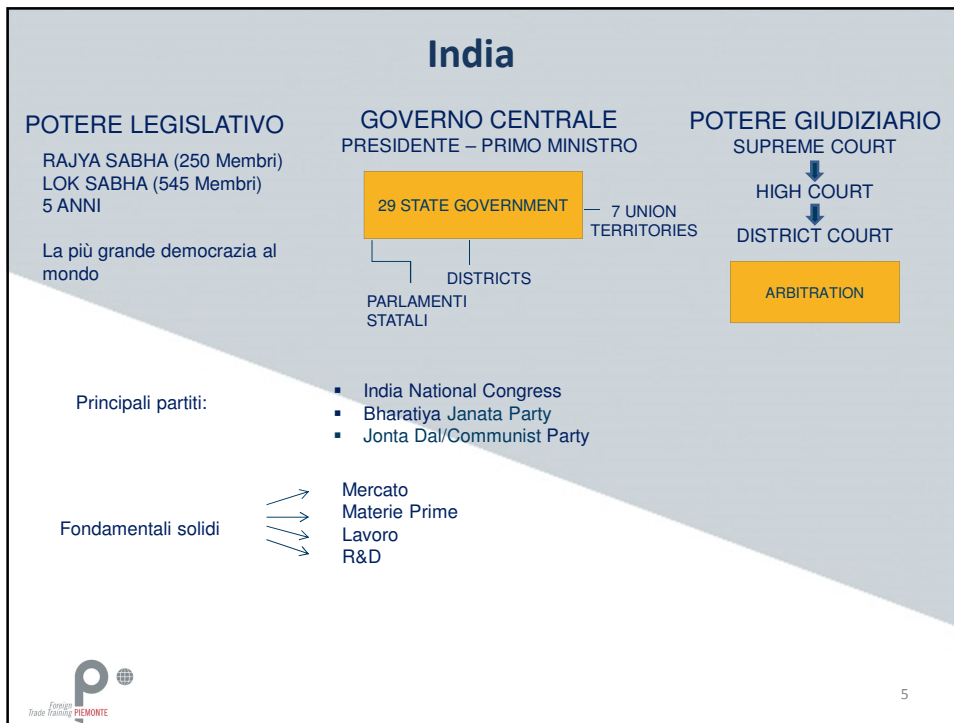 India
POTERE LEGISLATIVO
RAJYA SABHA (250 Membri)
LOK SABHA (545 Membri)
5 ANNI
La più grande democrazia al
mondo
GOVERNO CENTRALE
PRESIDENTE – PRIMO MINISTRO
29 STATE GOVERNMENT
7 UNION
TERRITORIES
DISTRICTS
PARLAMENTI
STATALI
POTERE GIUDIZIARIO
SUPREME COURT
HIGH COURT
DISTRICT COURT
ARBITRATION
Principali partiti:
▪ India National Congress
▪ Bharatiya Janata Party
▪ Jonta Dal/Communist Party
Fondamentali solidi
Mercato
Materie Prime
Lavoro
R&D
p
Foreign
Trade Training PIEMONTE
5